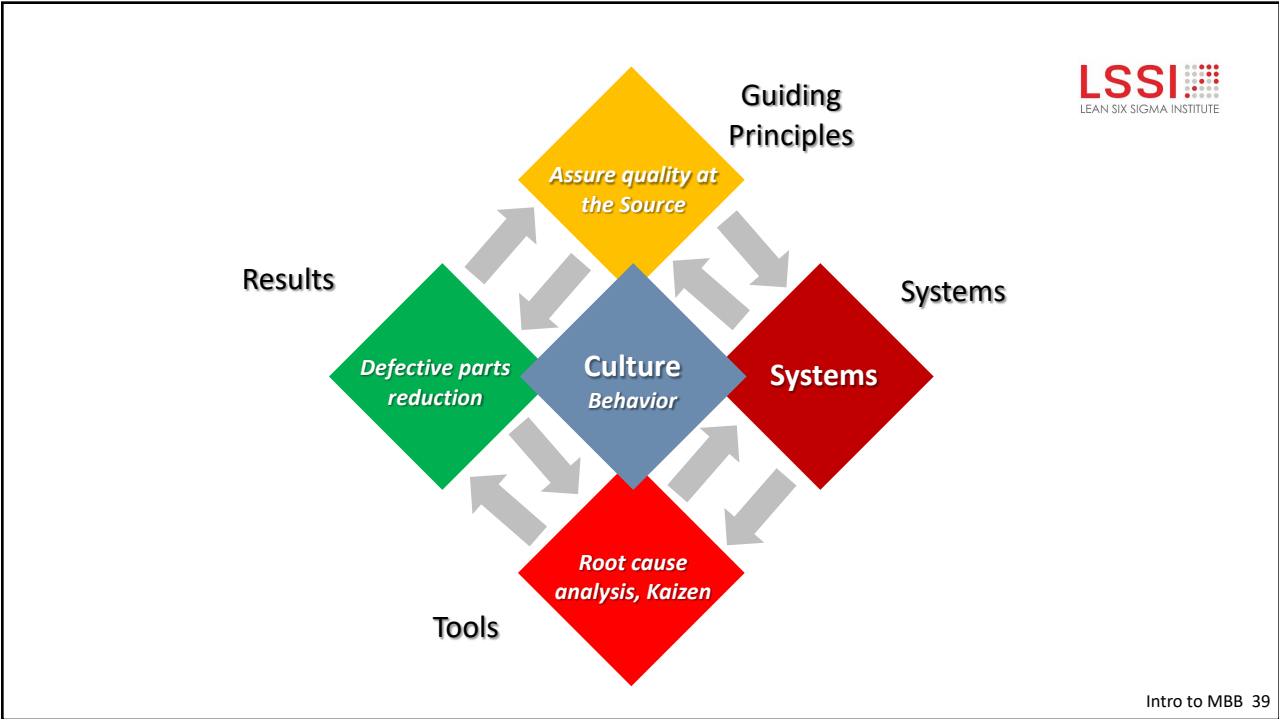 LSSI
LEAN SIX SIGMA INSTITUTE
Guiding
Principles
Assure quality at
the Source
Results
Systems
Defective parts
reduction
Culture
Behavior
Systems
Root cause
analysis, Kaizen
Tools
Intro to MBB 39